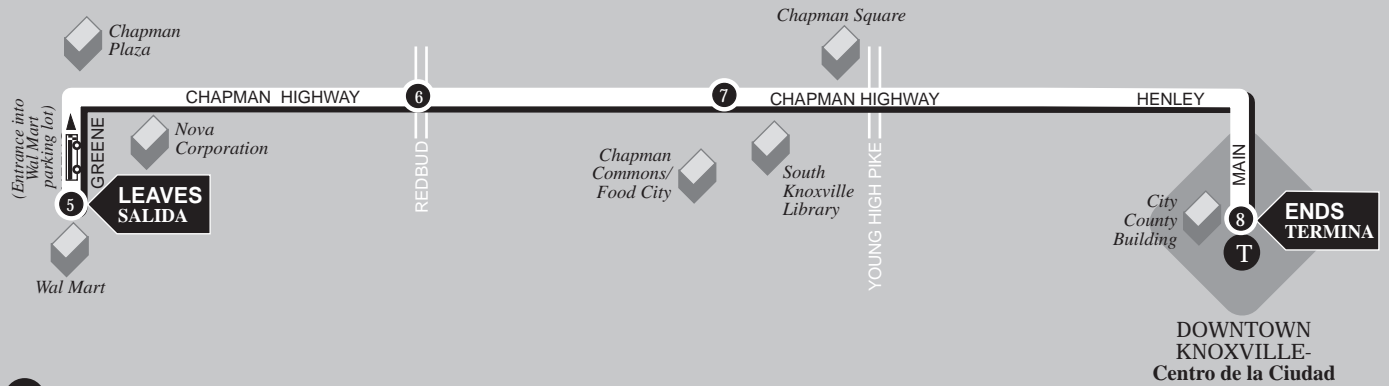 Chapman
Plaza
Chapman Square
CHAPMAN HIGHWAY
6
7
CHAPMAN HIGHWAY
HENLEY
(Entrance into
Wal Mart
parking lot)
GREENE
Nova
Corporation
REDBUD
Chapman
Commons/
Food City
South
Knoxville
Library
YOUNG HIGH PIKE
MAIN
5
LEAVES
SALIDA
Wal Mart
City
County
Building
8
ENDS
TERMINA
T
DOWNTOWN
KNOXVILLE-
Centro de la Ciudad